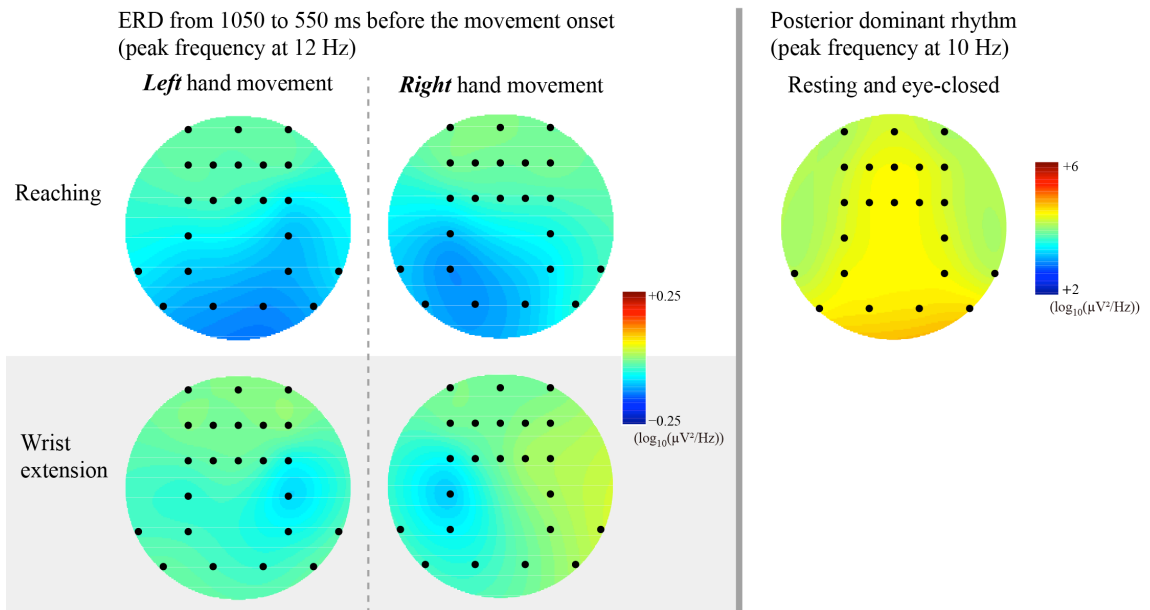 ERD from 1050 to 550 ms before the movement onset
(peak frequency at 12 Hz)
Left hand movement
Right hand movement
Reaching
+0.25
−0.25
(log10(µV²/Hz))
Wrist
extension
Posterior dominant rhythm
(peak frequency at 10 Hz)
Resting and eye-closed
+6
+2
(log10(µV²/Hz))